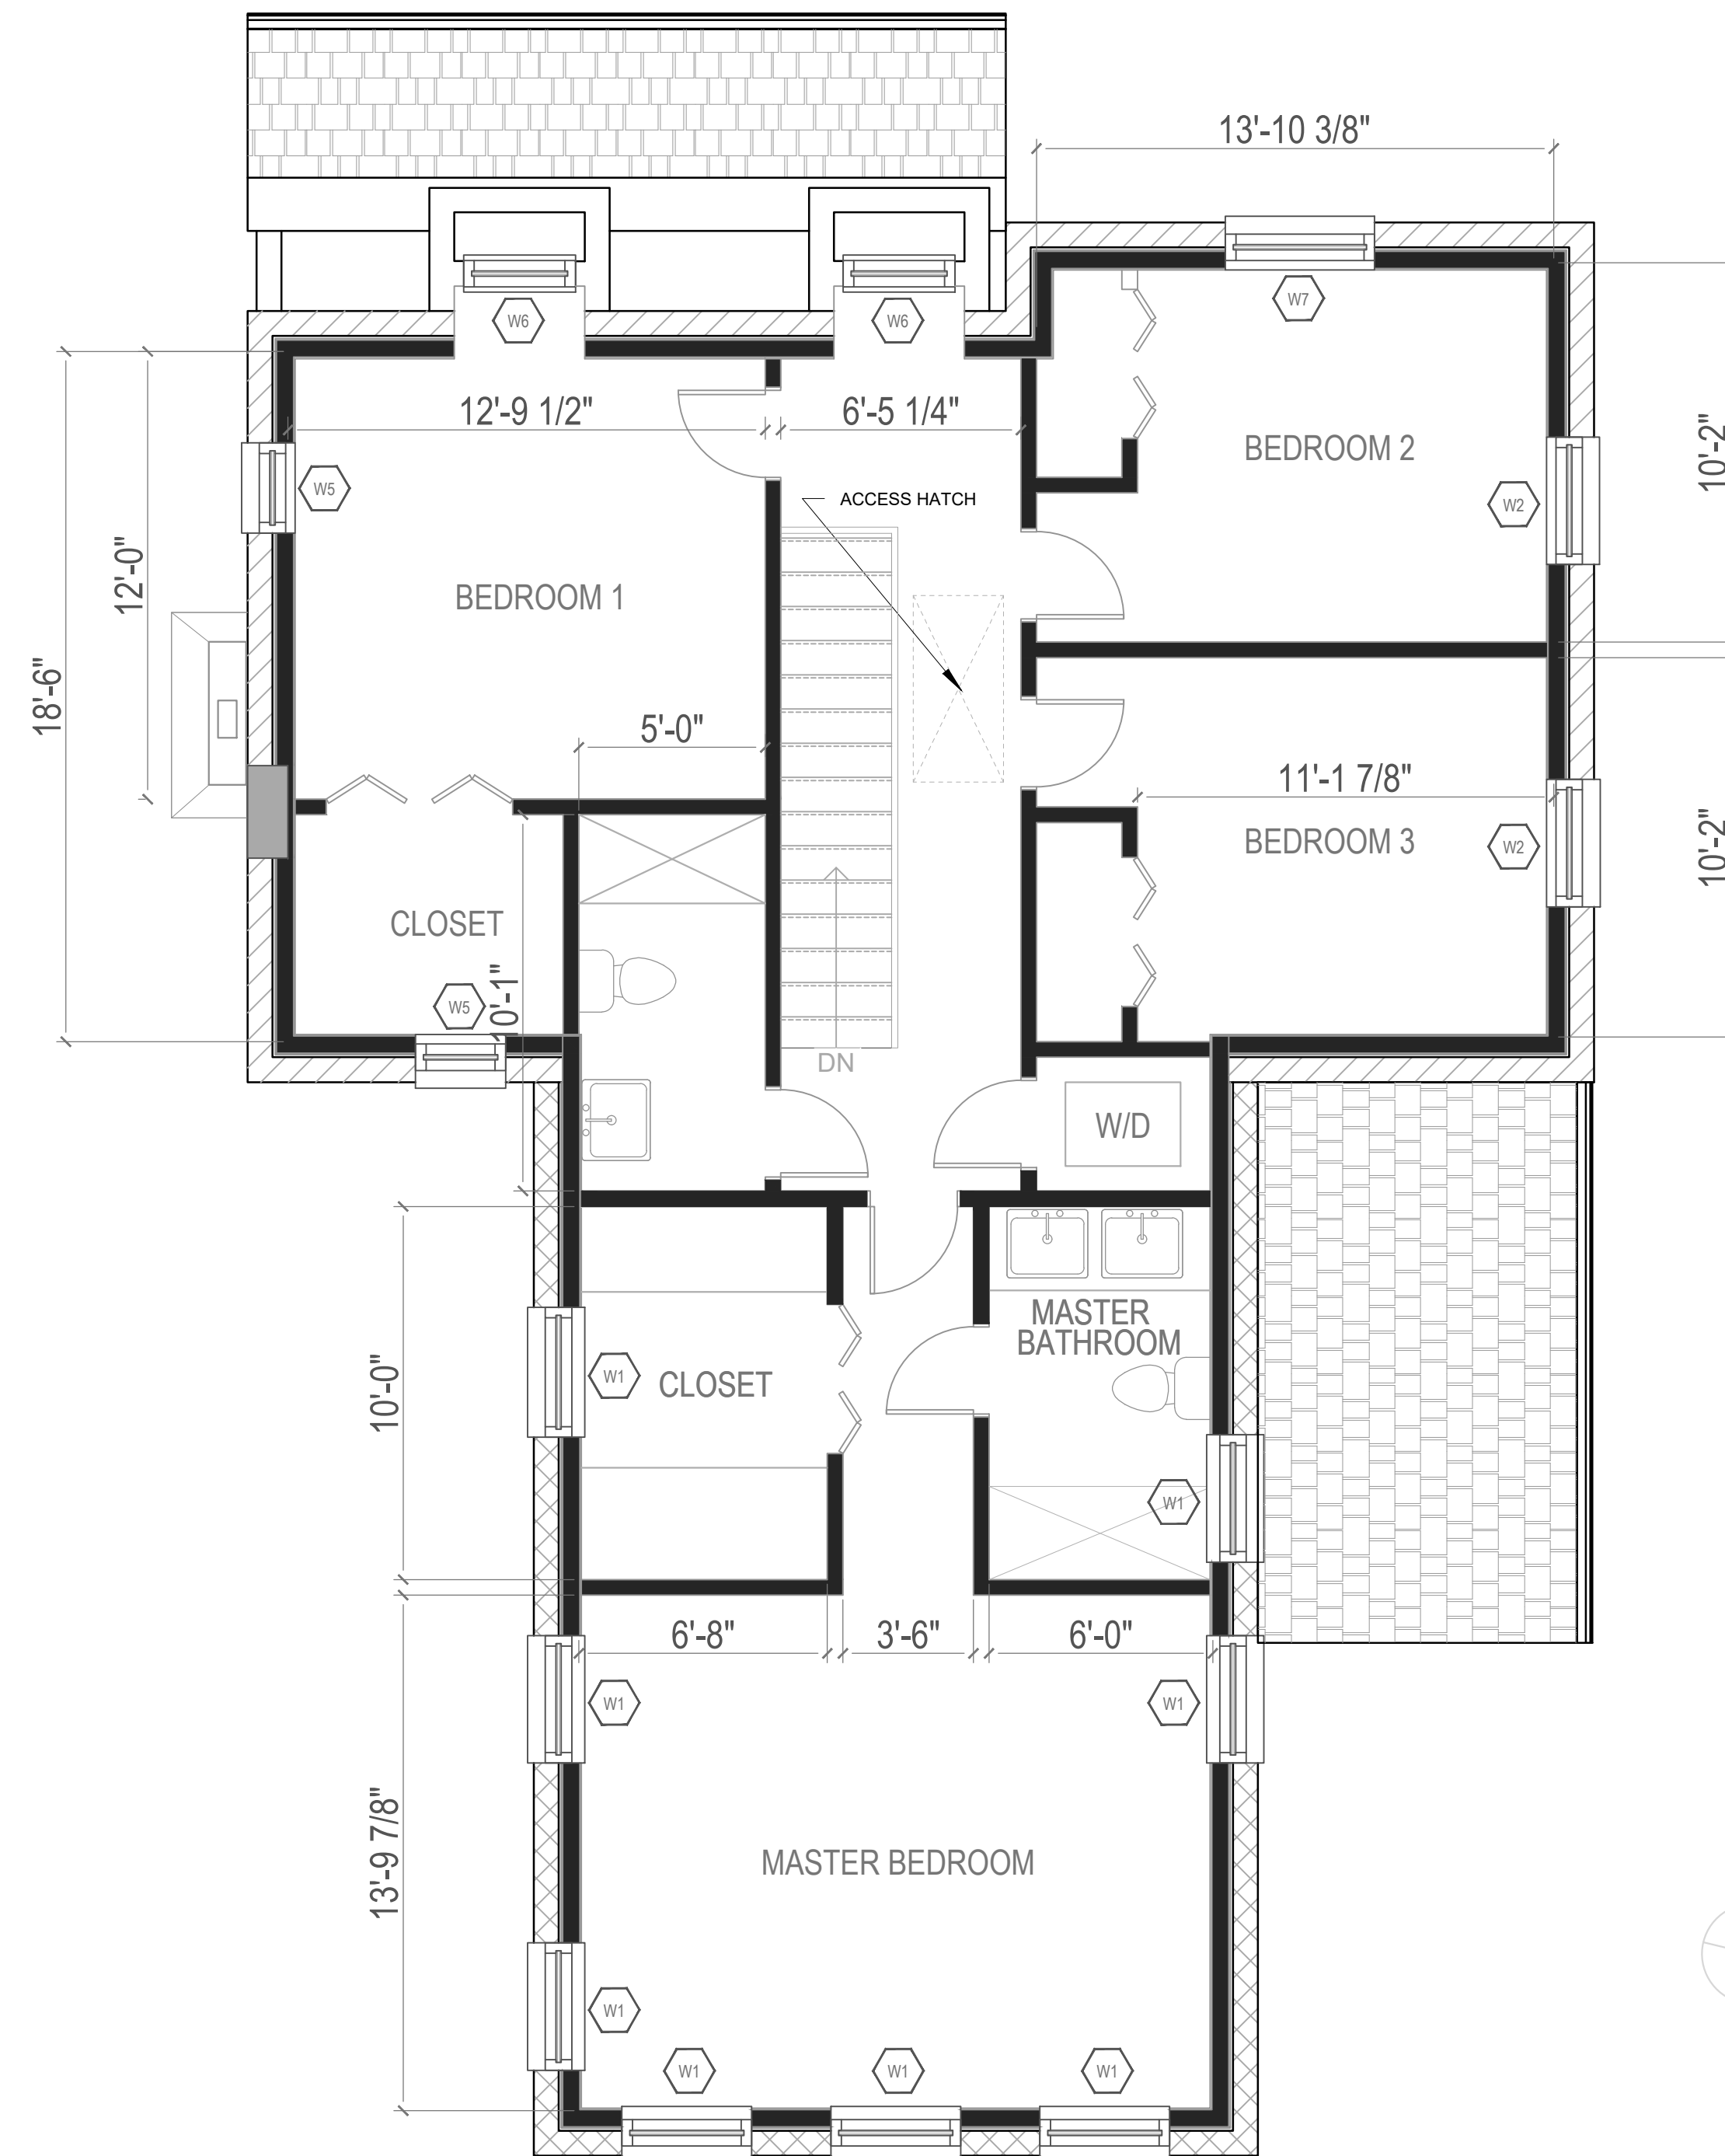 13'-10 3/8"
W6
W6
W7
12'-9 1/2"
6'-5 1/4"
BEDROOM 2
10'-2"
W5
ACCESS HATCH
W2
12'-0"
BEDROOM 1
18'-6"
5'-0"
11'-1 7/8"
BEDROOM 3
W2
10'-2"
CLOSET
W5
10'-1"
DN
W/D
MASTER
BATHROOM
10'-0"
W1
CLOSET
W1
6'-8"
3'-6"
6'-0"
W1
W1
13'-9 7/8"
MASTER BEDROOM
W1
W1
W1
W1